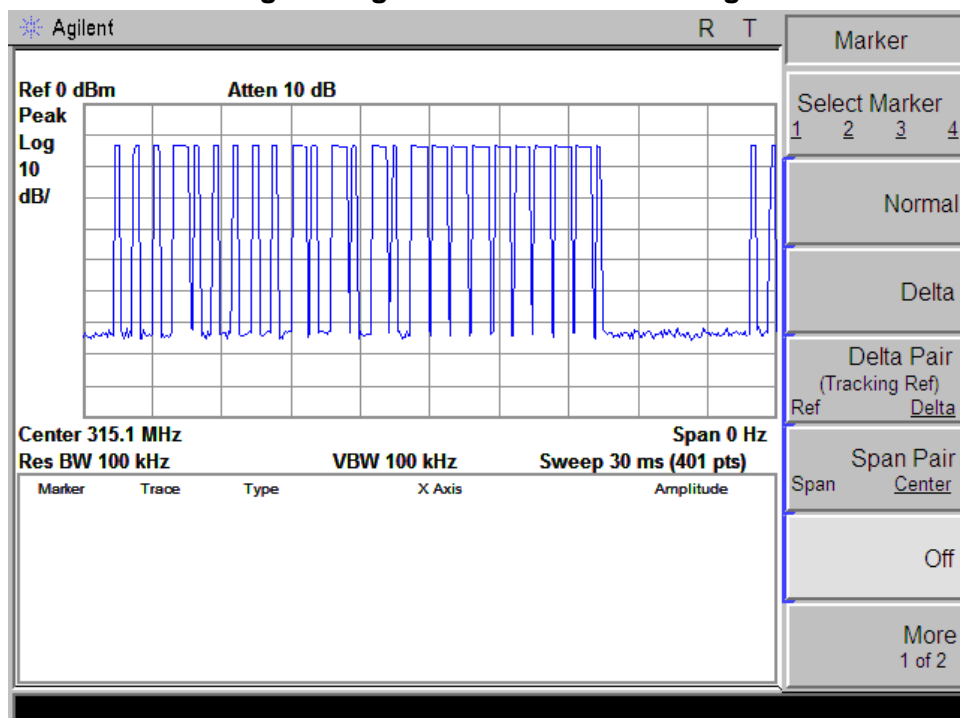 Agilent R T
Ref 0 dBm Atten 10 dB
Peak
Log
10
dB/
Center 315.1 MHz Span 0 Hz
Res BW 100 kHz VBW 100 kHz Sweep 30 ms (401 pts)
Marker Trace Type X Axis Amplitude
Marker
Select Marker
1 2 3 4
Normal
Delta
Delta Pair
(Tracking Ref)
Ref Delta
Span Pair
Span Center
Off
More
1 of 2